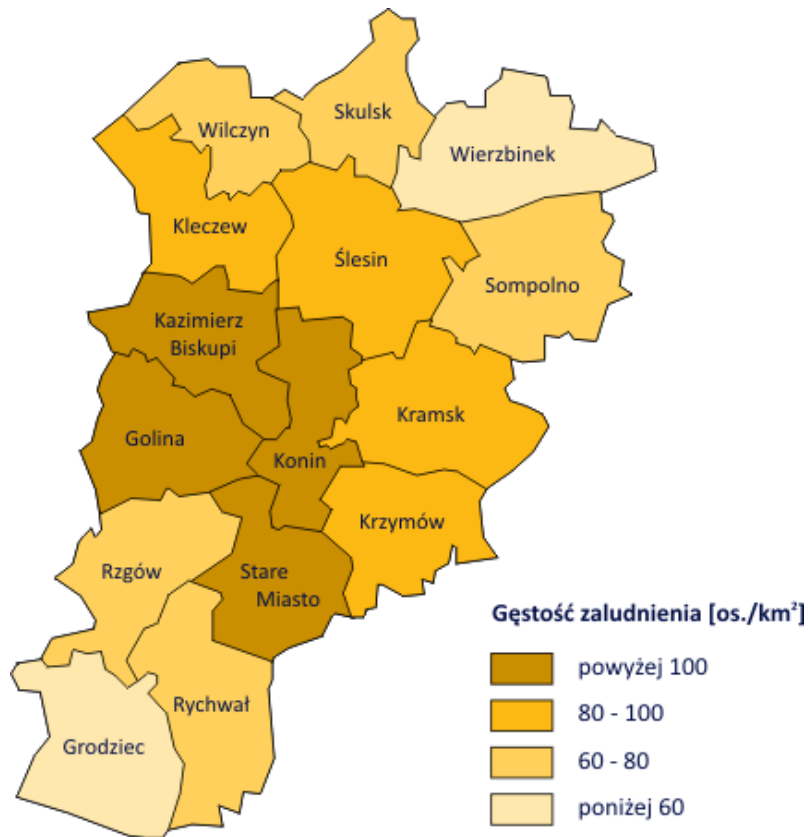 Skulsk
Wilczyn
Wierzbinek
Kleczew
Ślesin
Sompolno
Kazimierz
Biskupi
Kramsk
Golina
Konin
Krzymów
Rzgów
Stare
Miasto
Rychwał
Grodziec
Gęstość zaludnienia [os./km²]
powyżej 100
80 - 100
60 - 80
poniżej 60